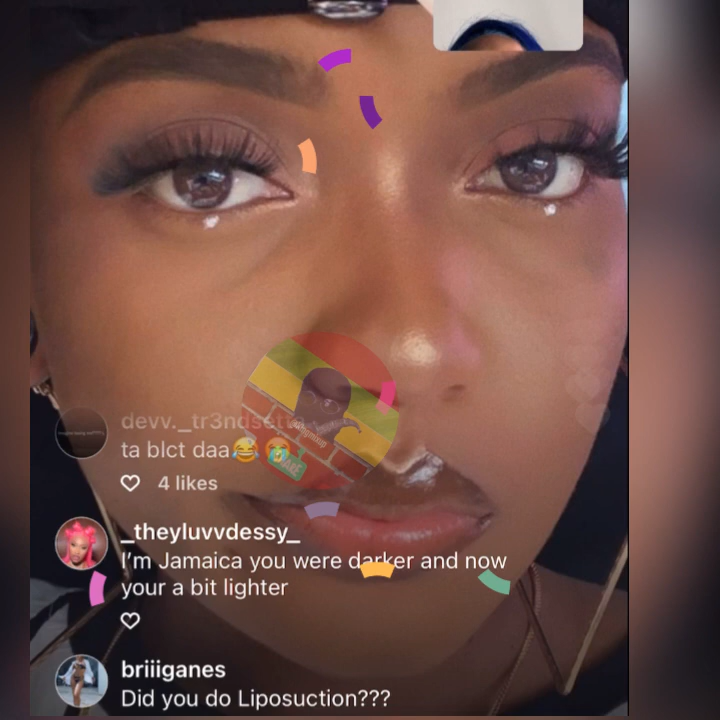 devv._tr3ndsett
ta blct daa😂 😭
4 likes
_theyluvvdessy_
I'm Jamaica you were darker and now
your a bit lighter
briiiganes
Did you do Liposuction???